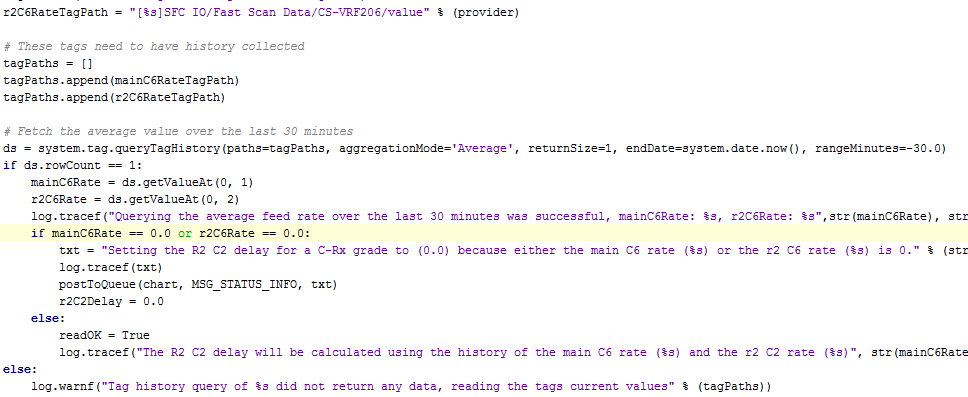 r2C6RateTagPath = "[%s]SFC IO/Fast Scan Data/CS-VRF206/value" % (provider)
# These tags need to have history collected
tagPaths = []
tagPaths.append(mainC6RateTagPath)
tagPaths.append(r2C6RateTagPath)
# Fetch the average value over the last 30 minutes
ds = system.tag.queryTagHistory(paths=tagPaths, aggregationMode='Average', returnSize=1, endDate=system.date.now(), rangeMinutes=-30.0)
if ds.rowCount == 1:
    mainC6Rate = ds.getValueAt(0, 1)
    r2C6Rate = ds.getValueAt(0, 2)
    log.tracef("Querying the average feed rate over the last 30 minutes was successful, mainC6Rate: %s, r2C6Rate: %s",str(mainC6Rate), str
    if mainC6Rate == 0.0 or r2C6Rate == 0.0:
        txt = "Setting the R2 C2 delay for a C-Rx grade to (0.0) because either the main C6 rate (%s) or the r2 C6 rate (%s) is 0." % (str
        log.tracef(txt)
        postToQueue(chart, MSG_STATUS_INFO, txt)
        r2C2Delay = 0.0
    else:
        readOK = True
        log.tracef("The R2 C2 delay will be calculated using the history of the main C6 rate (%s) and the r2 C2 rate (%s)", str(mainC6Rate
else:
    log.warnf("Tag history query of %s did not return any data, reading the tags current values" % (tagPaths))